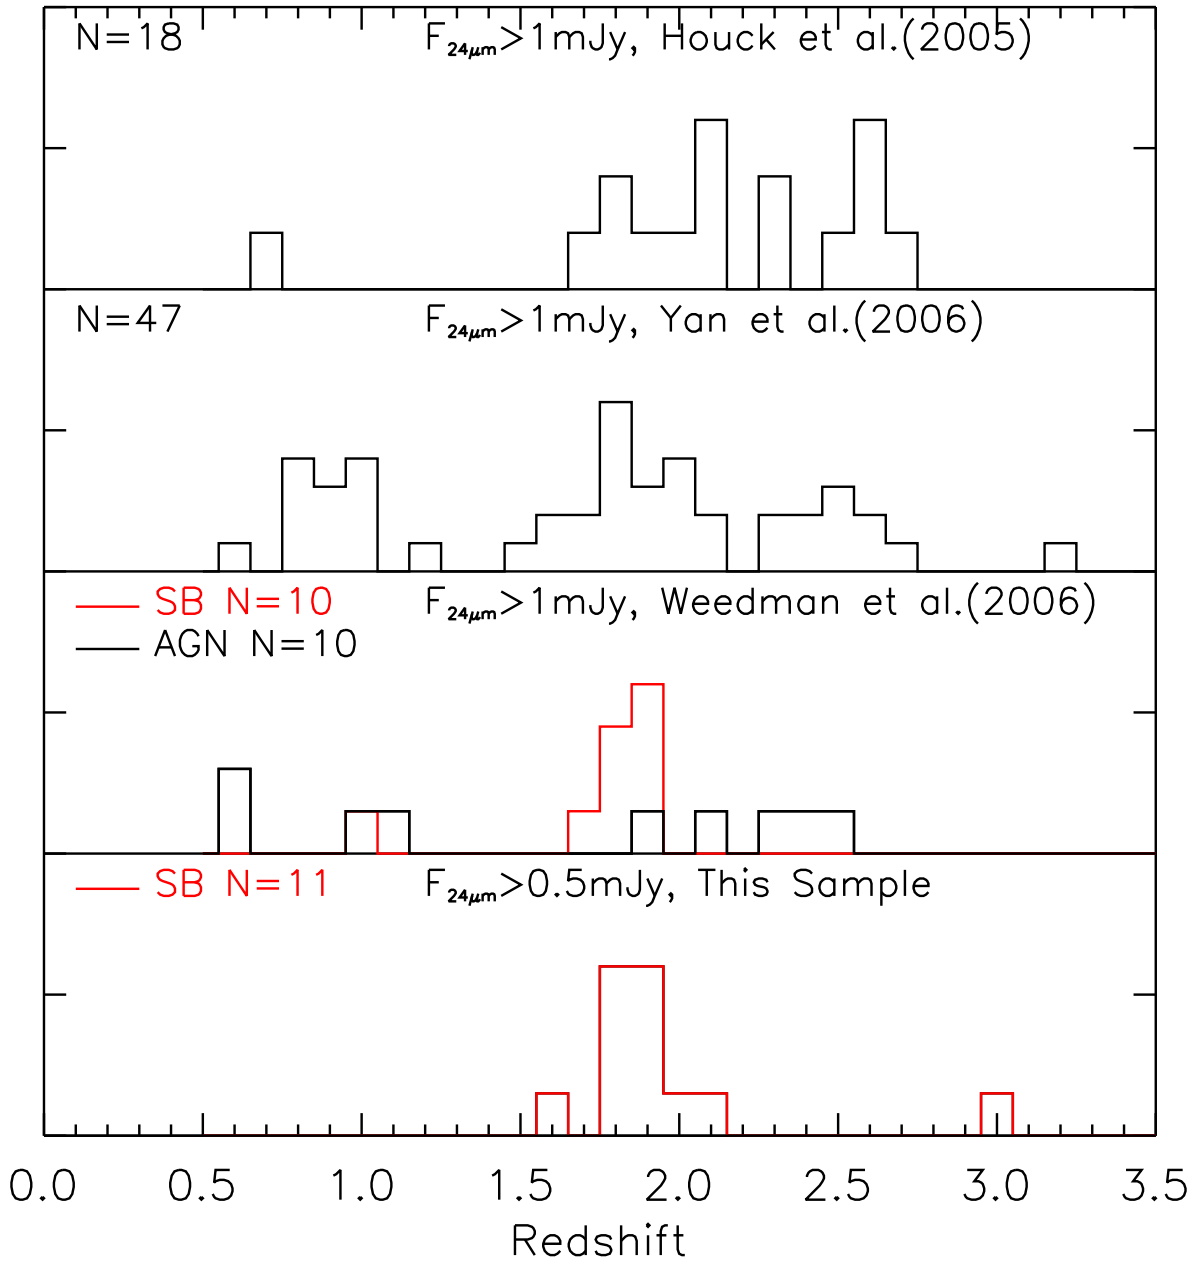 N=18 F24μm>1mJy, Houck et al.(2005)
N=47 F24μm>1mJy, Yan et al.(2006)
SB N=10 F24μm>1mJy, Weedman et al.(2006)
AGN N=10
SB N=11 F24μm>0.5mJy, This Sample
0.0 0.5 1.0 1.5 2.0 2.5 3.0 3.5
Redshift